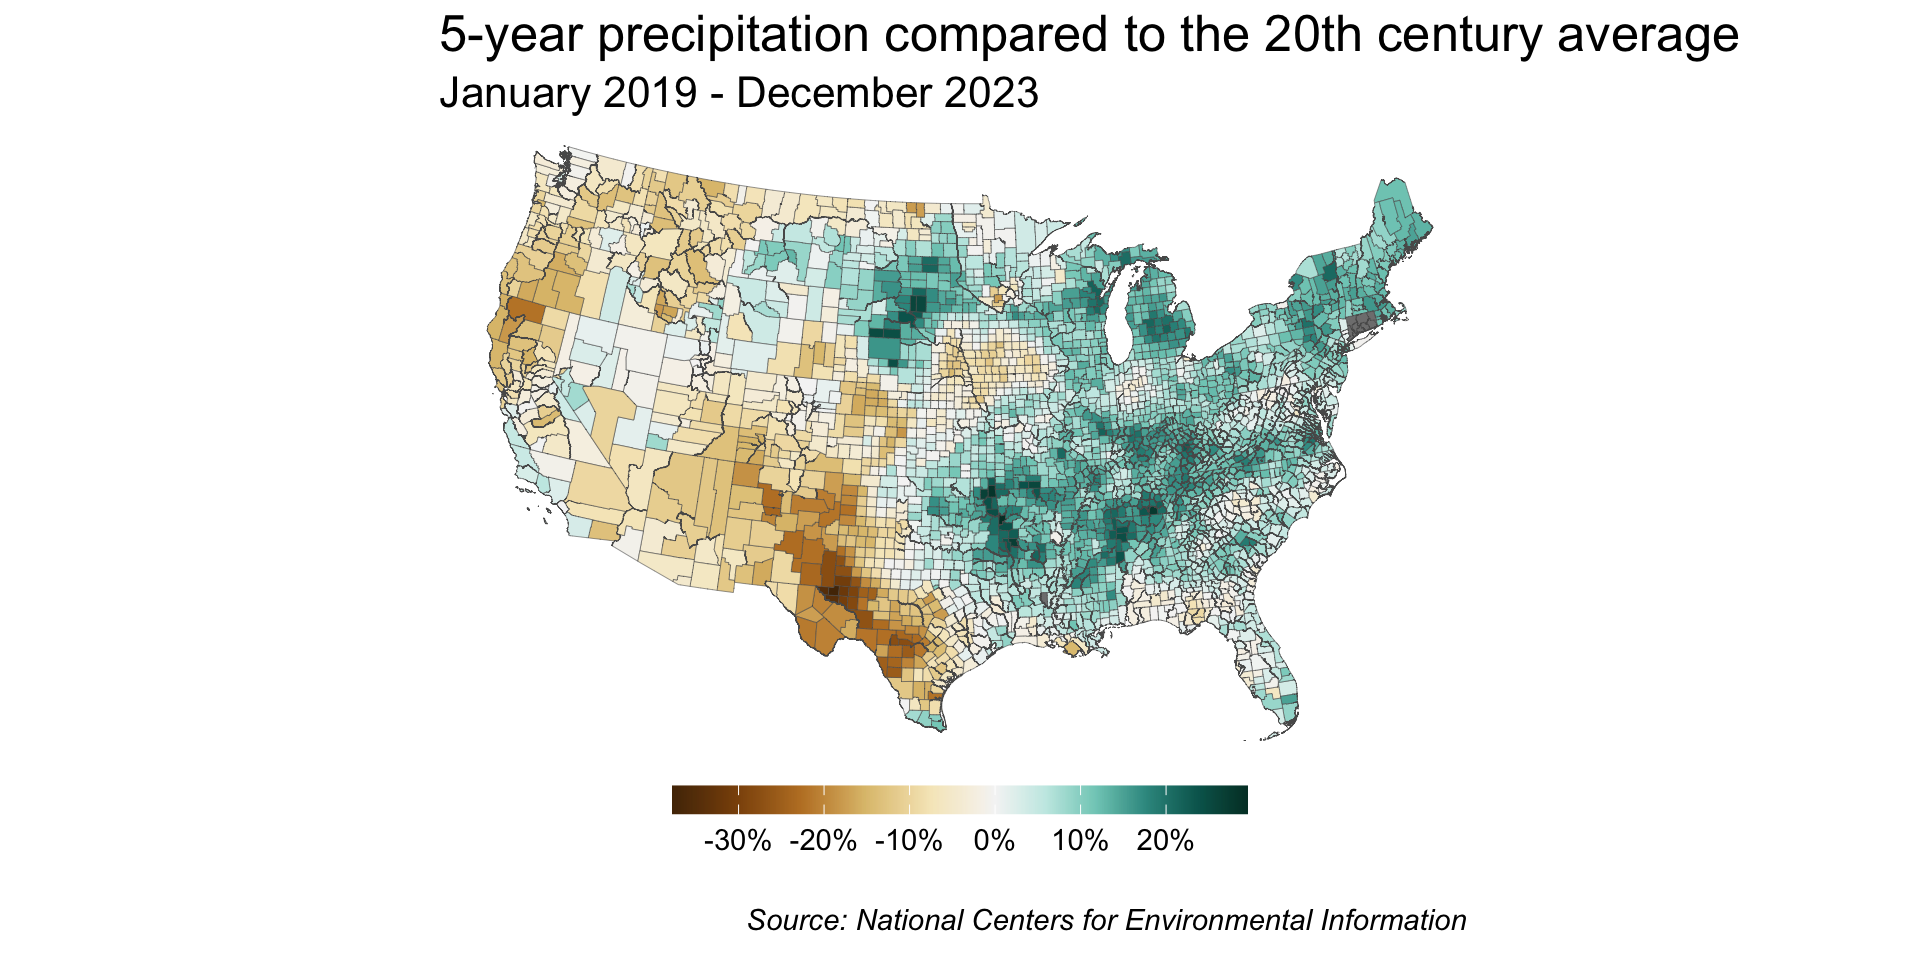 5-year precipitation compared to the 20th century average
January 2019 - December 2023
-30% -20% -10% 0% 10% 20%
Source: National Centers for Environmental Information